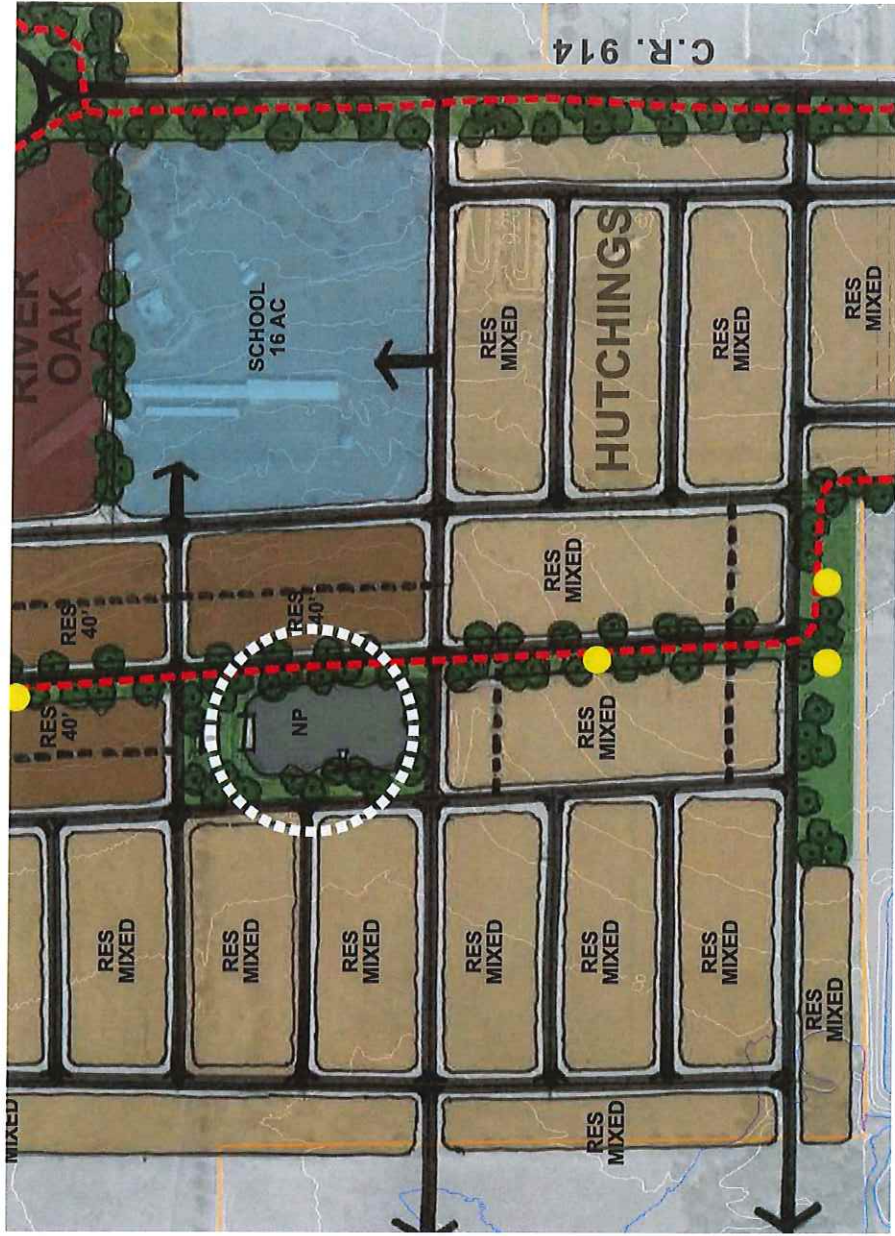 C.R. 914
RIVER
OAK
SCHOOL
16 AC
RES
MIXED
HUTCHINGS
RES
MIXED
RES
MIXED
RES
40'
RES
40'
RES
MIXED
RES
40'
NP
RES
MIXED
RES
MIXED
RES
MIXED
RES
MIXED
RES
MIXED
RES
MIXED
RES
MIXED
RES
MIXED
MIXED
RES
MIXED